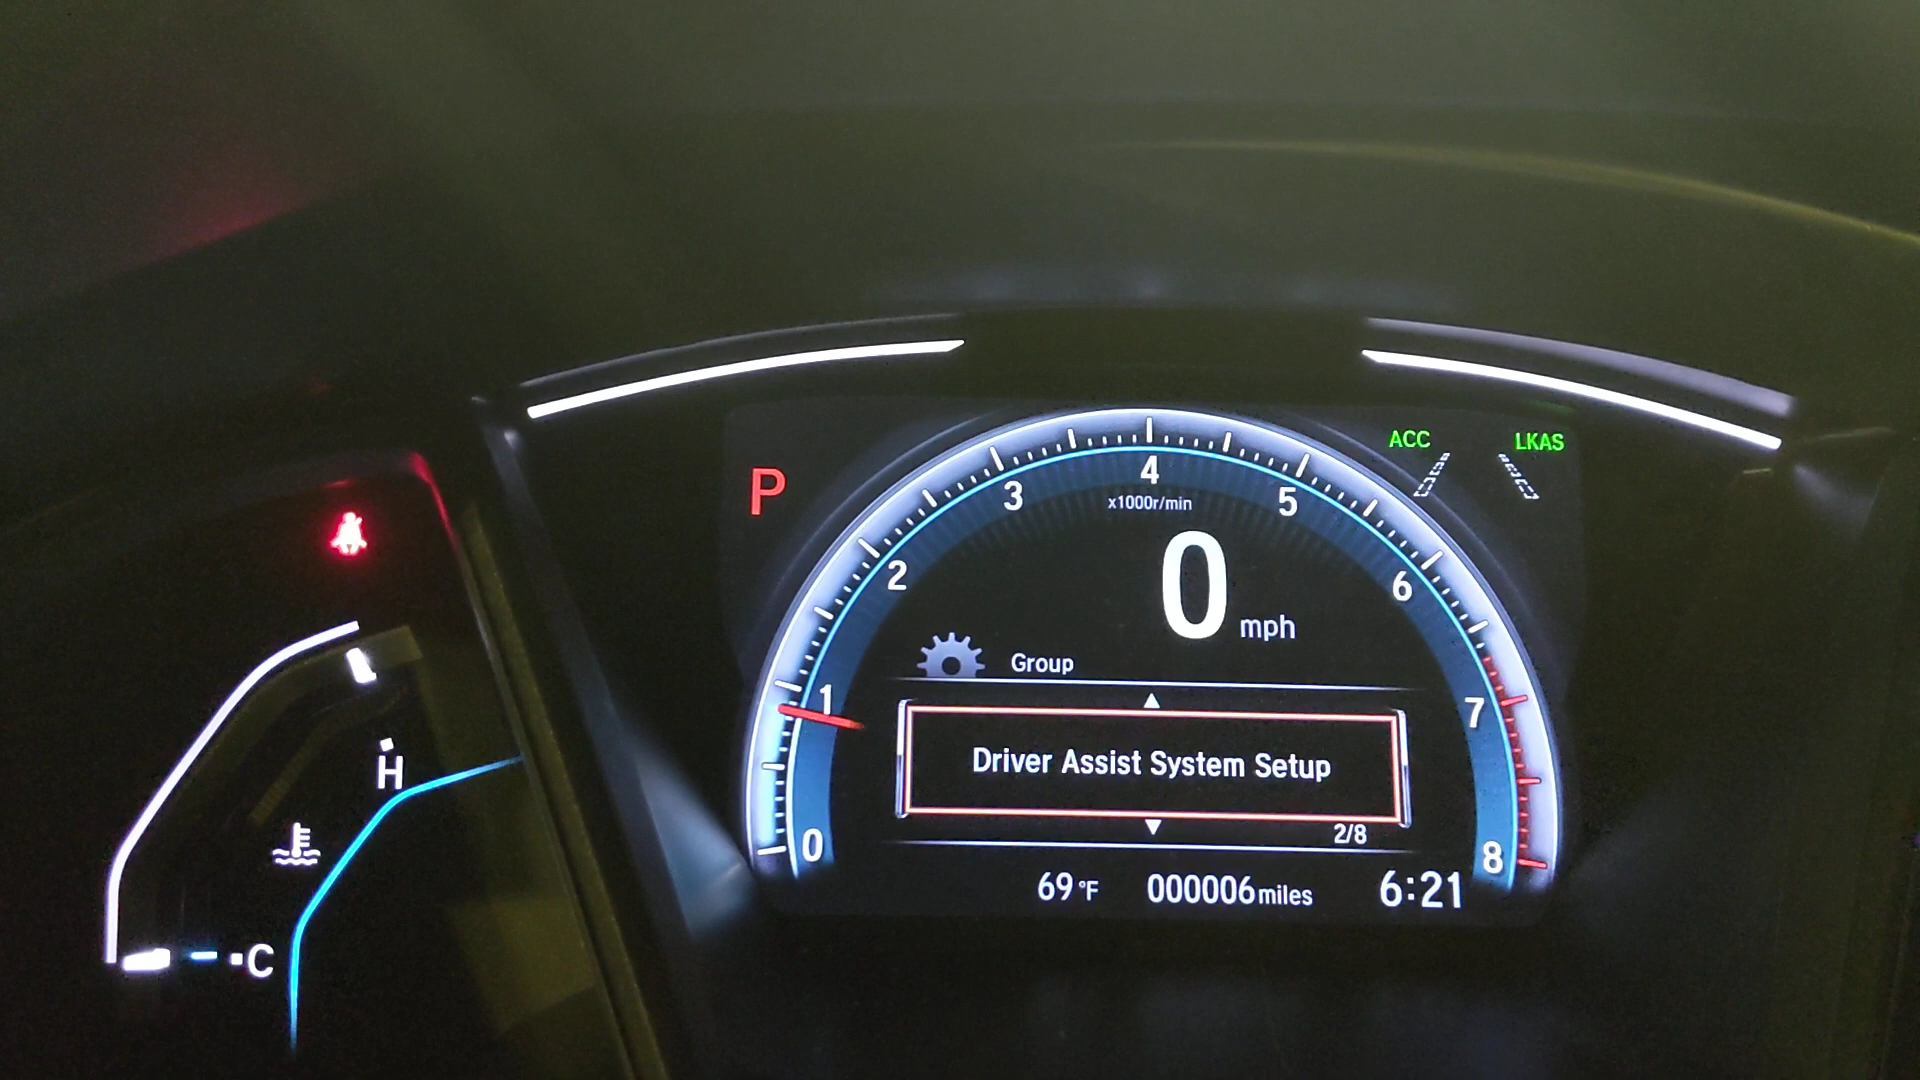 ACC
LKAS
P
4
3
5
x1000r/min
2
6
0 mph
Group
1
7
H
Driver Assist System Setup
2/8
0
8
69°F 000006 miles 6:21
C